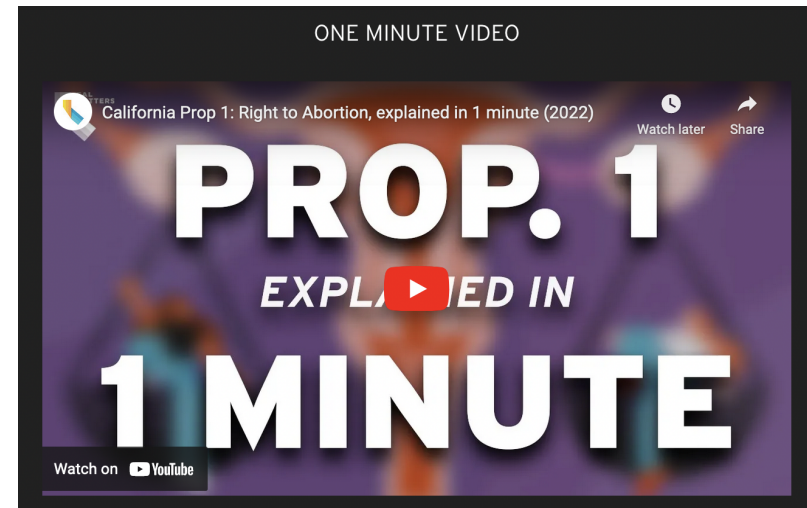 ONE MINUTE VIDEO
California Prop 1: Right to Abortion, explained in 1 minute (2022)
Watch later
Share
PROP. 1
EXPLAINED IN
1 MINUTE
Watch on YouTube